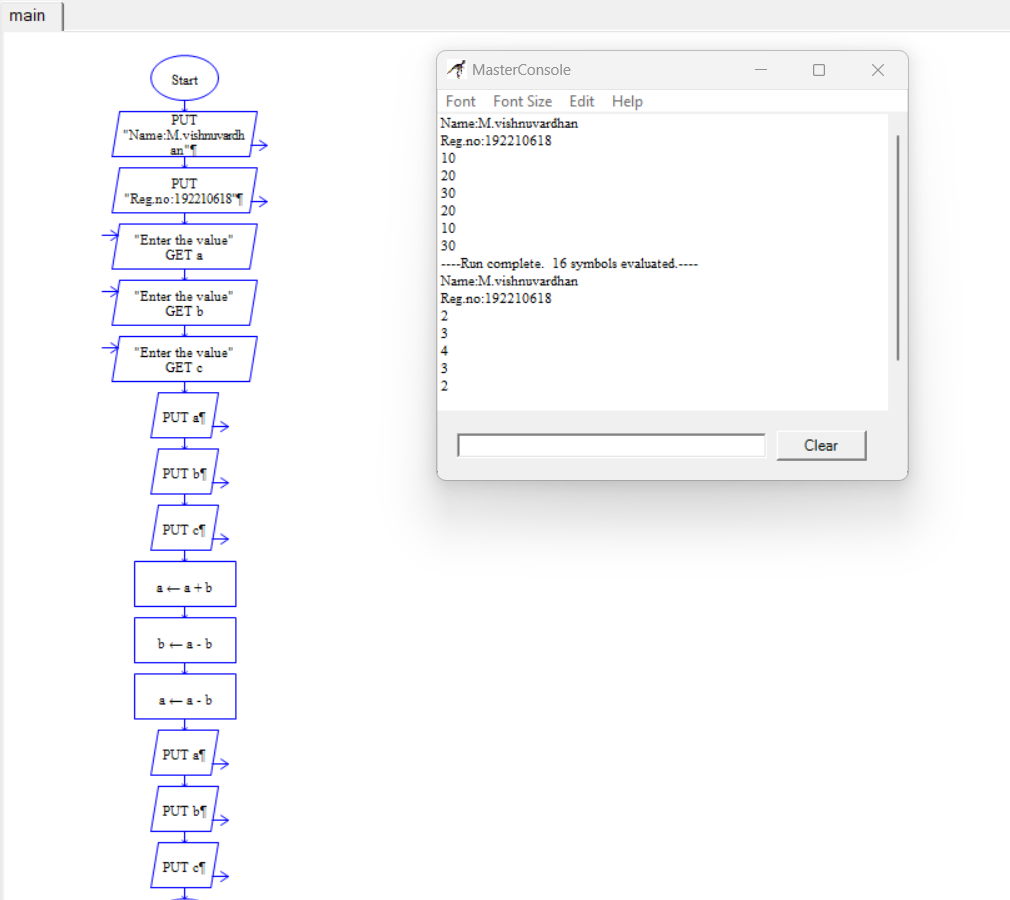 main
Start
PUT
"Name:M.vishnuvardh
an"¶
PUT
"Reg.no:192210618"¶
"Enter the value"
GET a
"Enter the value"
GET b
"Enter the value"
GET c
PUT a¶
PUT b¶
PUT c¶
a ← a + b
b ← a - b
a ← a - b
PUT a¶
PUT b¶
PUT c¶
MasterConsole
Font Font Size Edit Help
Name:M.vishnuvardhan
Reg.no:192210618
10
20
30
20
10
30
----Run complete.  16 symbols evaluated.----
Name:M.vishnuvardhan
Reg.no:192210618
2
3
4
3
2
Clear